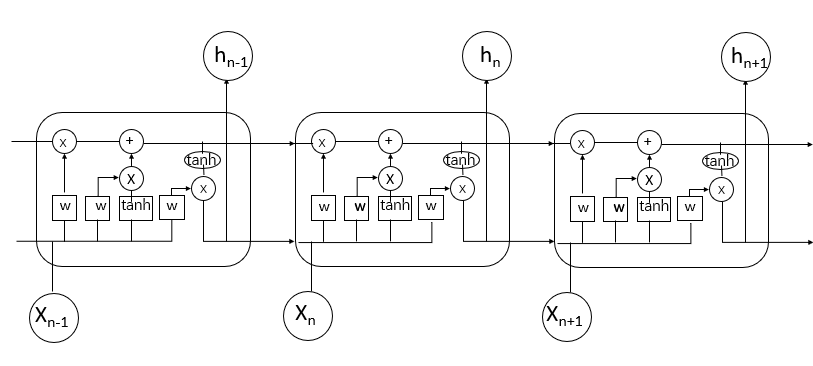 h n-1
h n
h n+1
x + x + x +
tanh tanh tanh
x x x
x x x
w w tanh w w w tanh w w w tanh w
X n-1
X n
X n+1